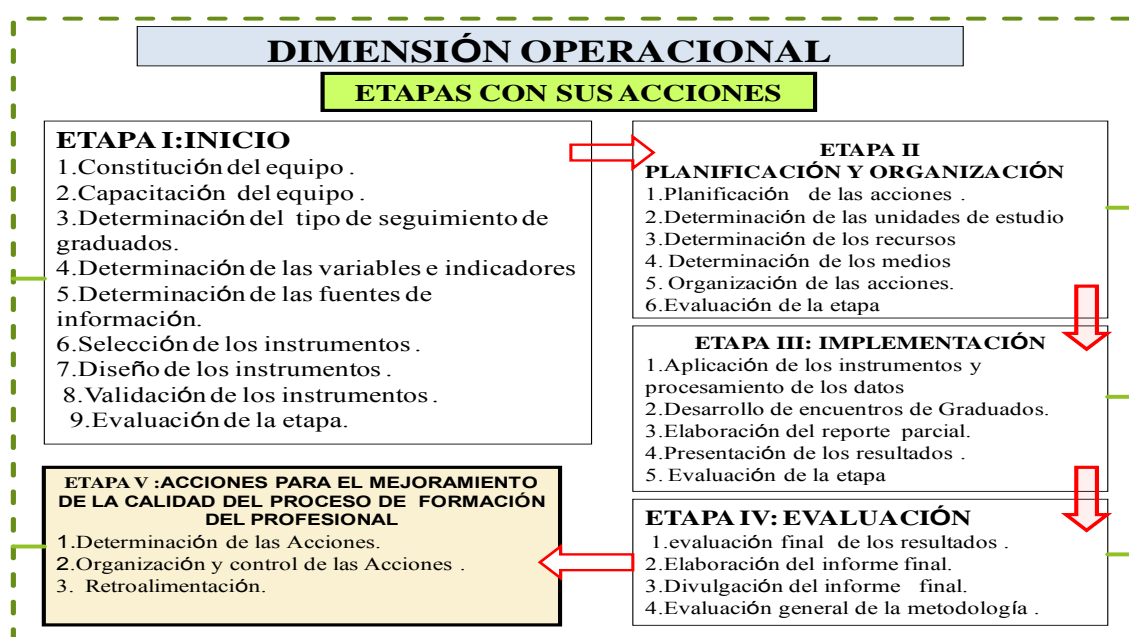 DIMENSIÓN OPERACIONAL
ETAPAS CON SUS ACCIONES
ETAPA I:INICIO
1.Constitución del equipo .
2.Capacitación del equipo .
3.Determinación del tipo de seguimiento de
graduados.
4.Determinación de las variables e indicadores
5.Determinación de las fuentes de
información.
6.Selección de los instrumentos .
7.Diseño de los instrumentos .
8.Validación de los instrumentos .
9.Evaluación de la etapa.
ETAPA II
PLANIFICACIÓN Y ORGANIZACIÓN
1.Planificación de las acciones .
2.Determinación de las unidades de estudio
3.Determinación de los recursos
4. Determinación de los medios
5. Organización de las acciones.
6.Evaluación de la etapa
ETAPA III: IMPLEMENTACIÓN
1.Aplicación de los instrumentos y
procesamiento de los datos
2.Desarrollo de encuentros de Graduados.
3.Elaboración del reporte parcial.
4.Presentación de los resultados .
5. Evaluación de la etapa
ETAPA IV: EVALUACIÓN
1.evaluación final de los resultados .
2.Elaboración del informe final.
3.Divulgación del informe final.
4.Evaluación general de la metodología .
ETAPA V :ACCIONES PARA EL MEJORAMIENTO
DE LA CALIDAD DEL PROCESO DE FORMACIÓN
DEL PROFESIONAL
1.Determinación de las Acciones.
2.Organización y control de las Acciones .
3. Retroalimentación.